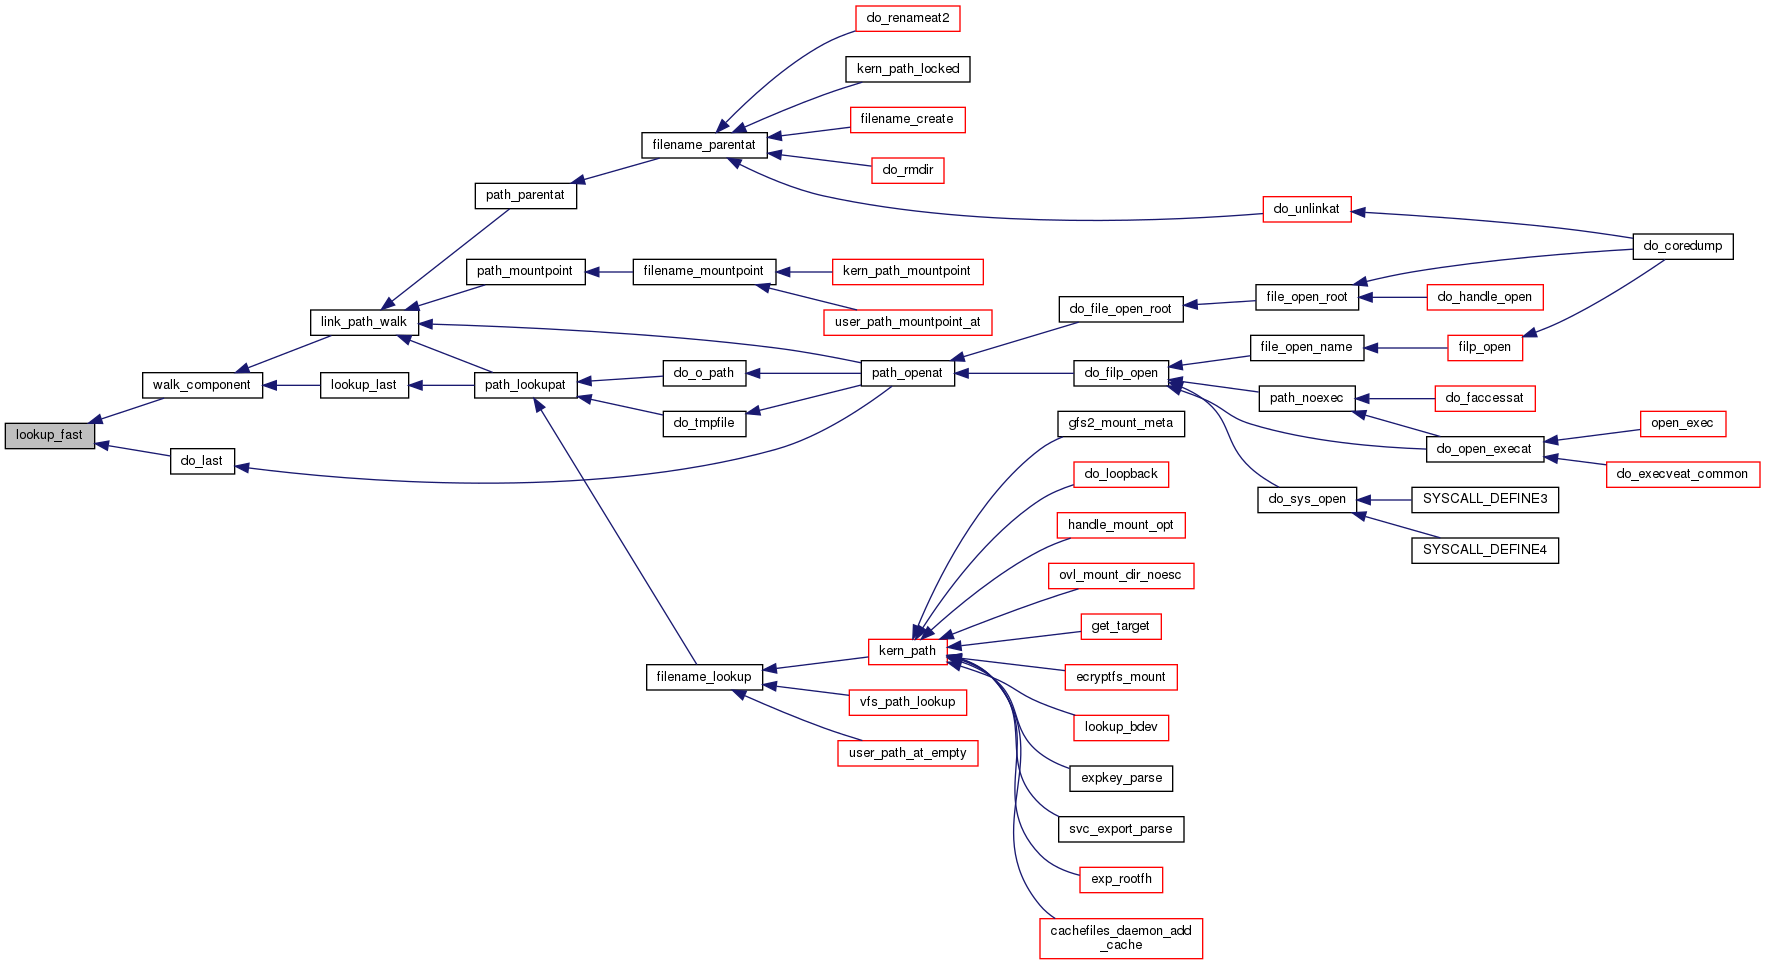 do_renameat2
kern_path_locked
filename_create
filename_parentat
do_rmdir
path_parentat
do_unlinkat
do_coredump
path_mountpoint
filename_mountpoint
kern_path_mountpoint
file_open_root
do_handle_open
do_file_open_root
link_path_walk
user_path_mountpoint_at
file_open_name
filp_open
walk_component
lookup_last
path_lookupat
do_o_path
path_openat
do_filp_open
path_noexec
do_faccessat
lookup_fast
do_last
do_tmpfile
gfs2_mount_meta
open_exec
do_open_execat
do_loopback
do_execveat_common
do_sys_open
SYSCALL_DEFINE3
handle_mount_opt
SYSCALL_DEFINE4
ovl_mount_dir_noesc
get_target
kern_path
filename_lookup
ecryptfs_mount
vfs_path_lookup
lookup_bdev
user_path_at_empty
expkey_parse
svc_export_parse
exp_rootfh
cachefiles_daemon_add
_cache